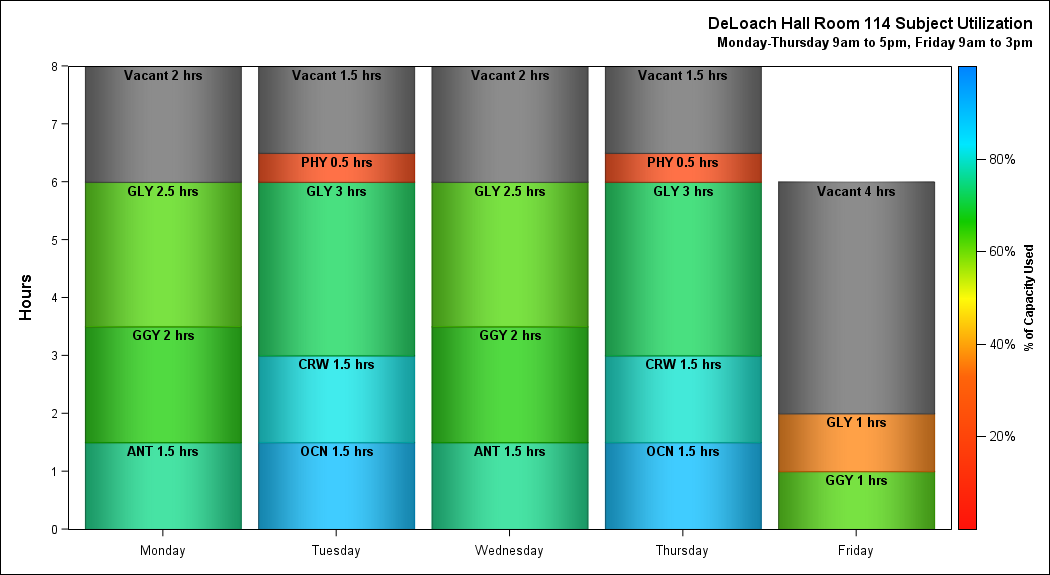 DeLoach Hall Room 114 Subject Utilization
Monday-Thursday 9am to 5pm, Friday 9am to 3pm
Hours
8
7
6
5
4
3
2
1
0
Vacant 2 hrs
GLY 2.5 hrs
GGY 2 hrs
ANT 1.5 hrs
Vacant 1.5 hrs
PHY 0.5 hrs
GLY 3 hrs
CRW 1.5 hrs
OCN 1.5 hrs
Vacant 2 hrs
GLY 2.5 hrs
GGY 2 hrs
ANT 1.5 hrs
Vacant 1.5 hrs
PHY 0.5 hrs
GLY 3 hrs
CRW 1.5 hrs
OCN 1.5 hrs
Vacant 4 hrs
GLY 1 hrs
GGY 1 hrs
Monday
Tuesday
Wednesday
Thursday
Friday
80%
60%
40%
20%
% of Capacity Used